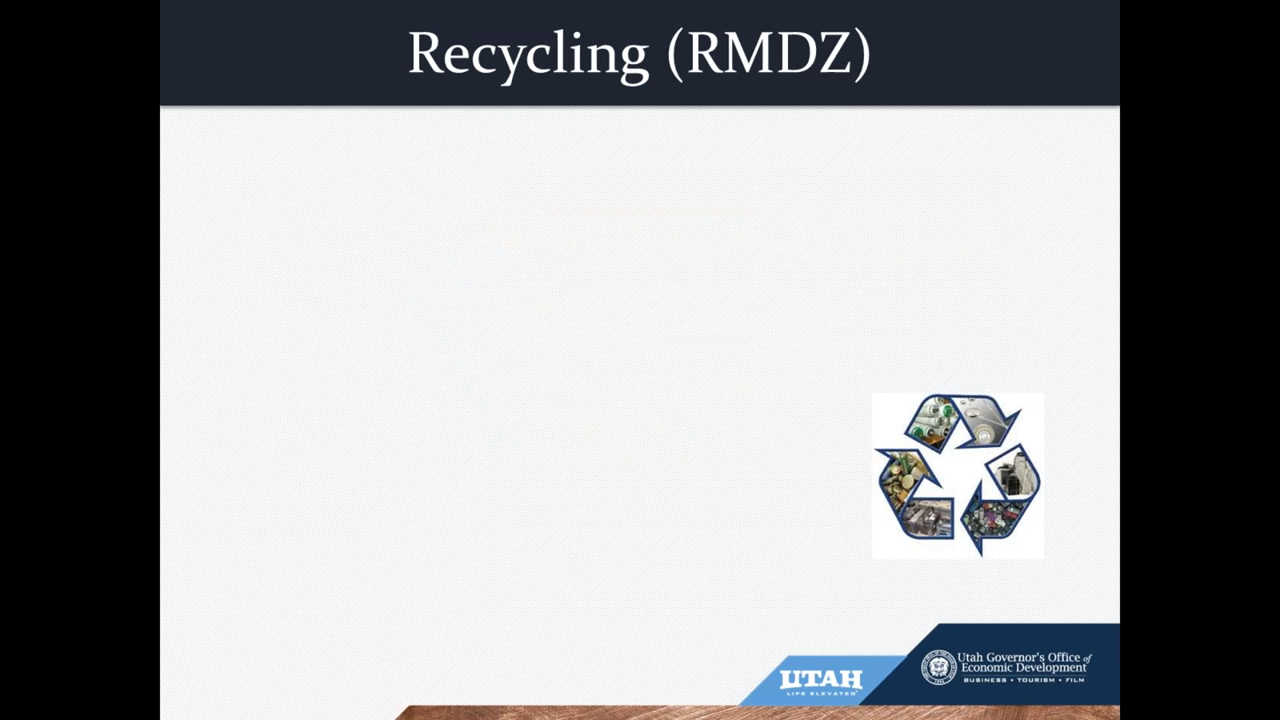 Recycling (RMDZ)
UTAH
LIFE ELEVATED
Utah Governor's Office of
Economic Development
BUSINESS • TOURISM • FILM